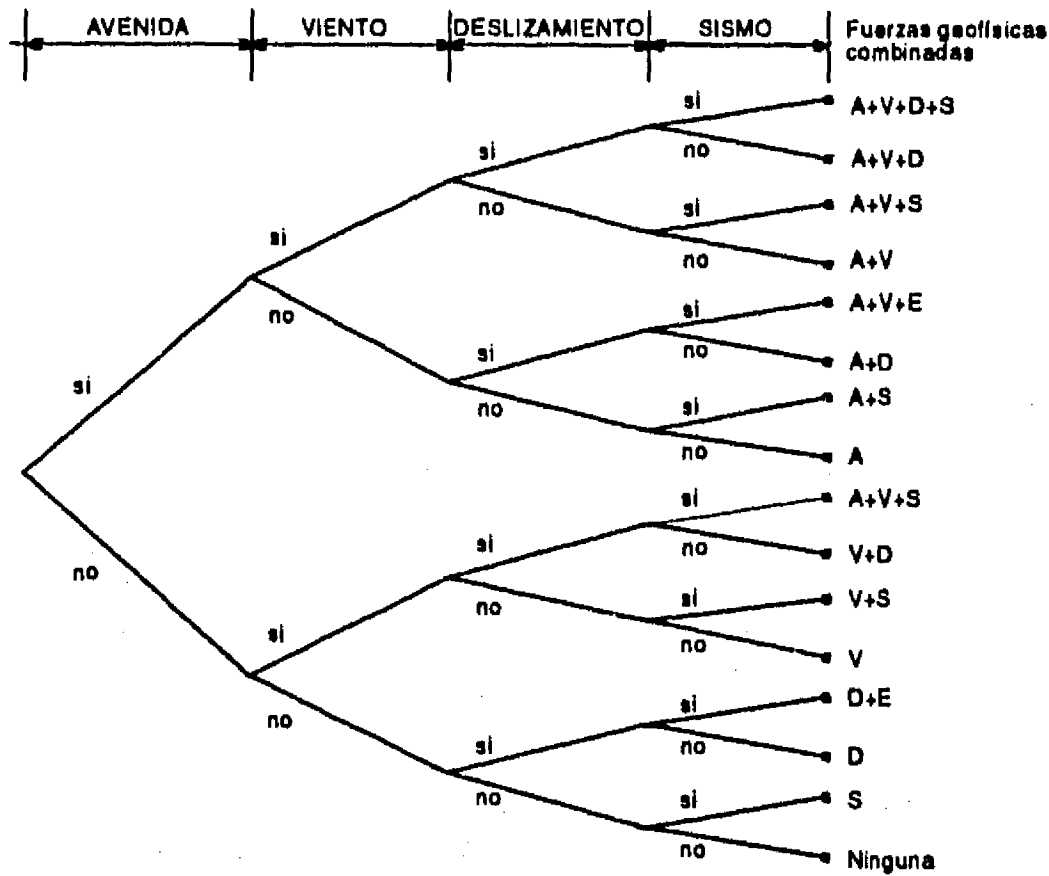 AVENIDA VIENTO DESLIZAMIENTO SISMO Fuerzas geofísicas
combinadas
si A+V+D+S
si no A+V+D
si no si A+V+S
no A+V
si no si si A+V+E
no A+D
no si A+S
no A
no si si si A+V+S
no V+D
no si V+S
no V
no si si D+E
no D
no si S
no Ninguna